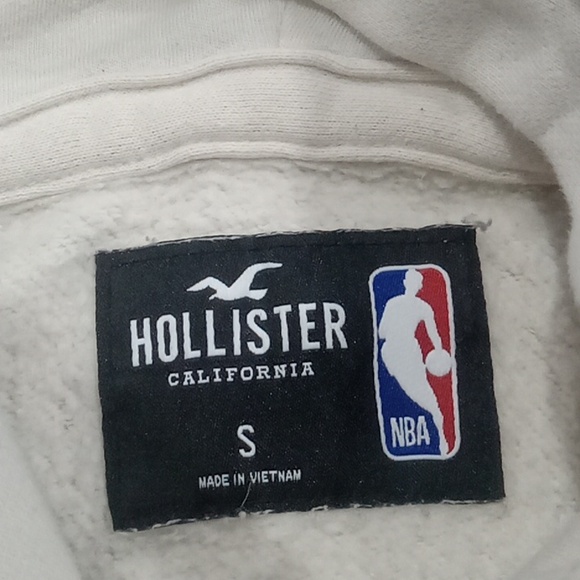 HOLLISTER
CALIFORNIA
S
MADE IN VIETNAM
NBA